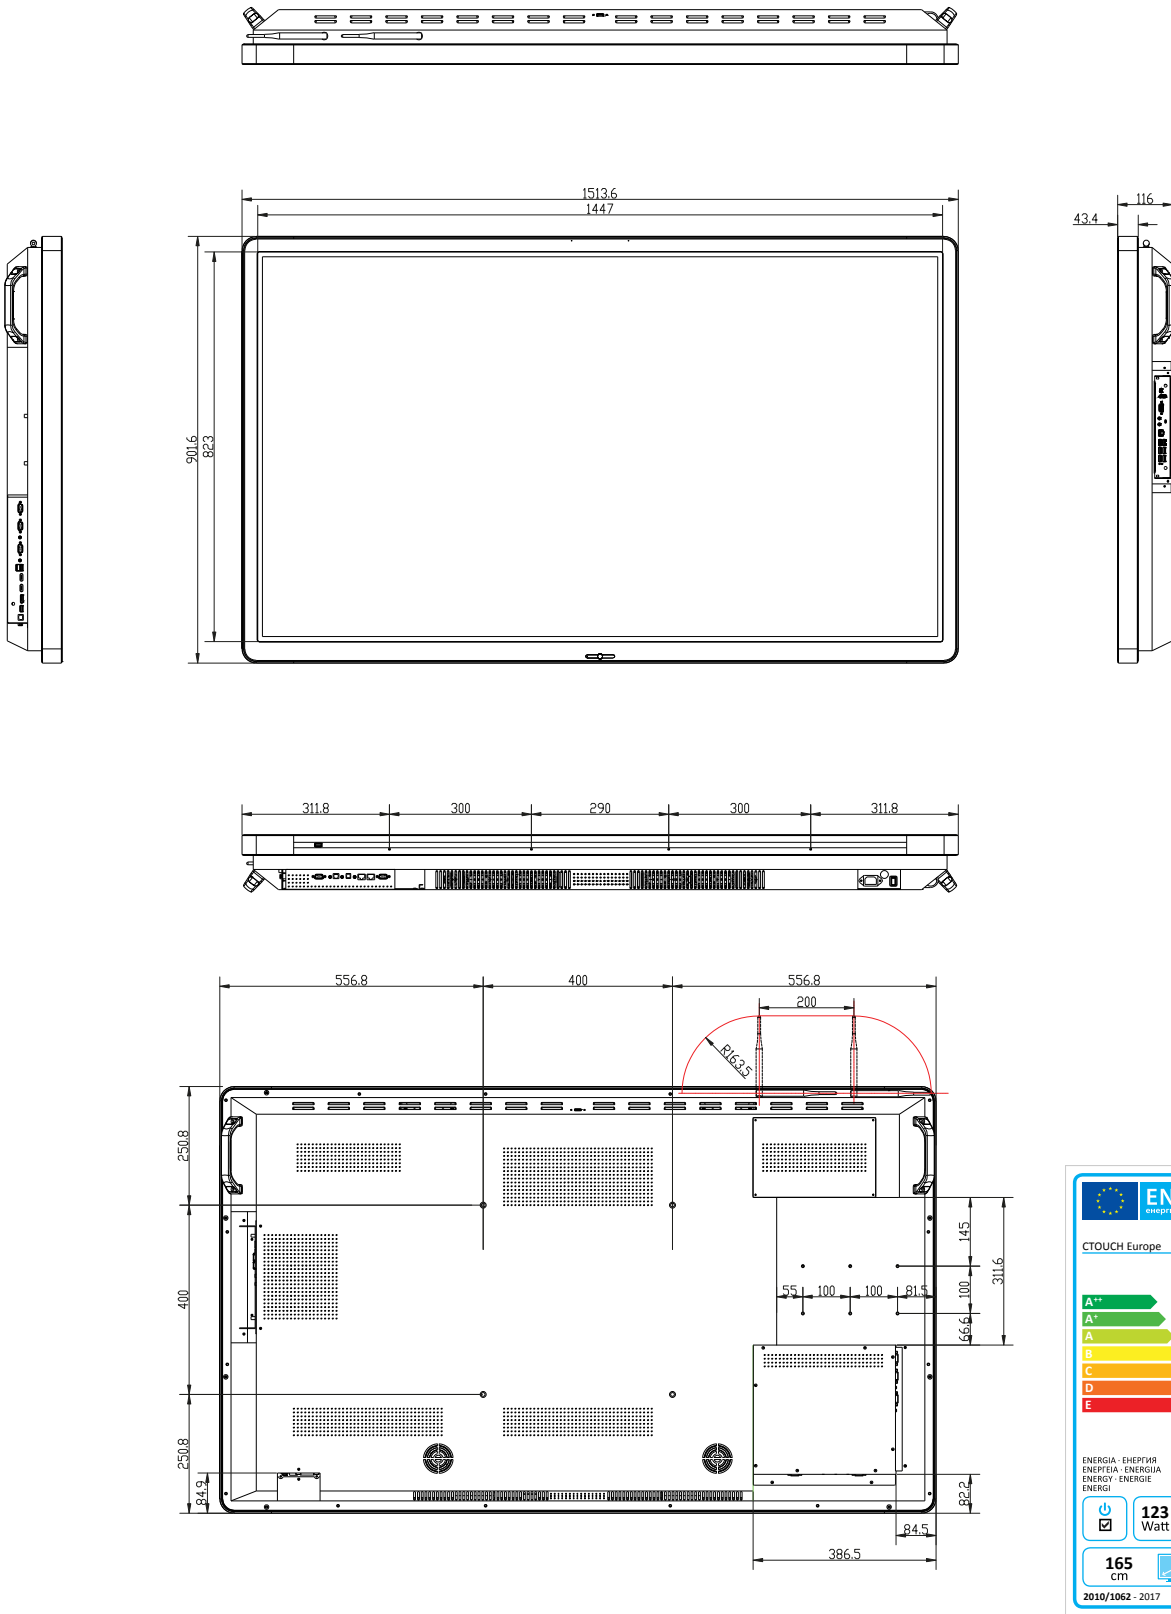 1513.6
1447
116
43.4
901.6
823
311.8
300
290
300
311.8
556.8
400
556.8
200
R163.5
250.8
145
311.6
55
100
100
81.5
100
400
66.6
250.8
84.9
82.2
84.5
386.5
EN
CTOUCH Europe
A++
A+
A
B
C
D
E
ENERGIA · ЕНЕРГИЯ
ΕΝΕΡΓΕΙΑ · ENERGIJA
ENERGY · ENERGIE
ENERGI
123
Watt
165
cm
2010/1062 - 2017